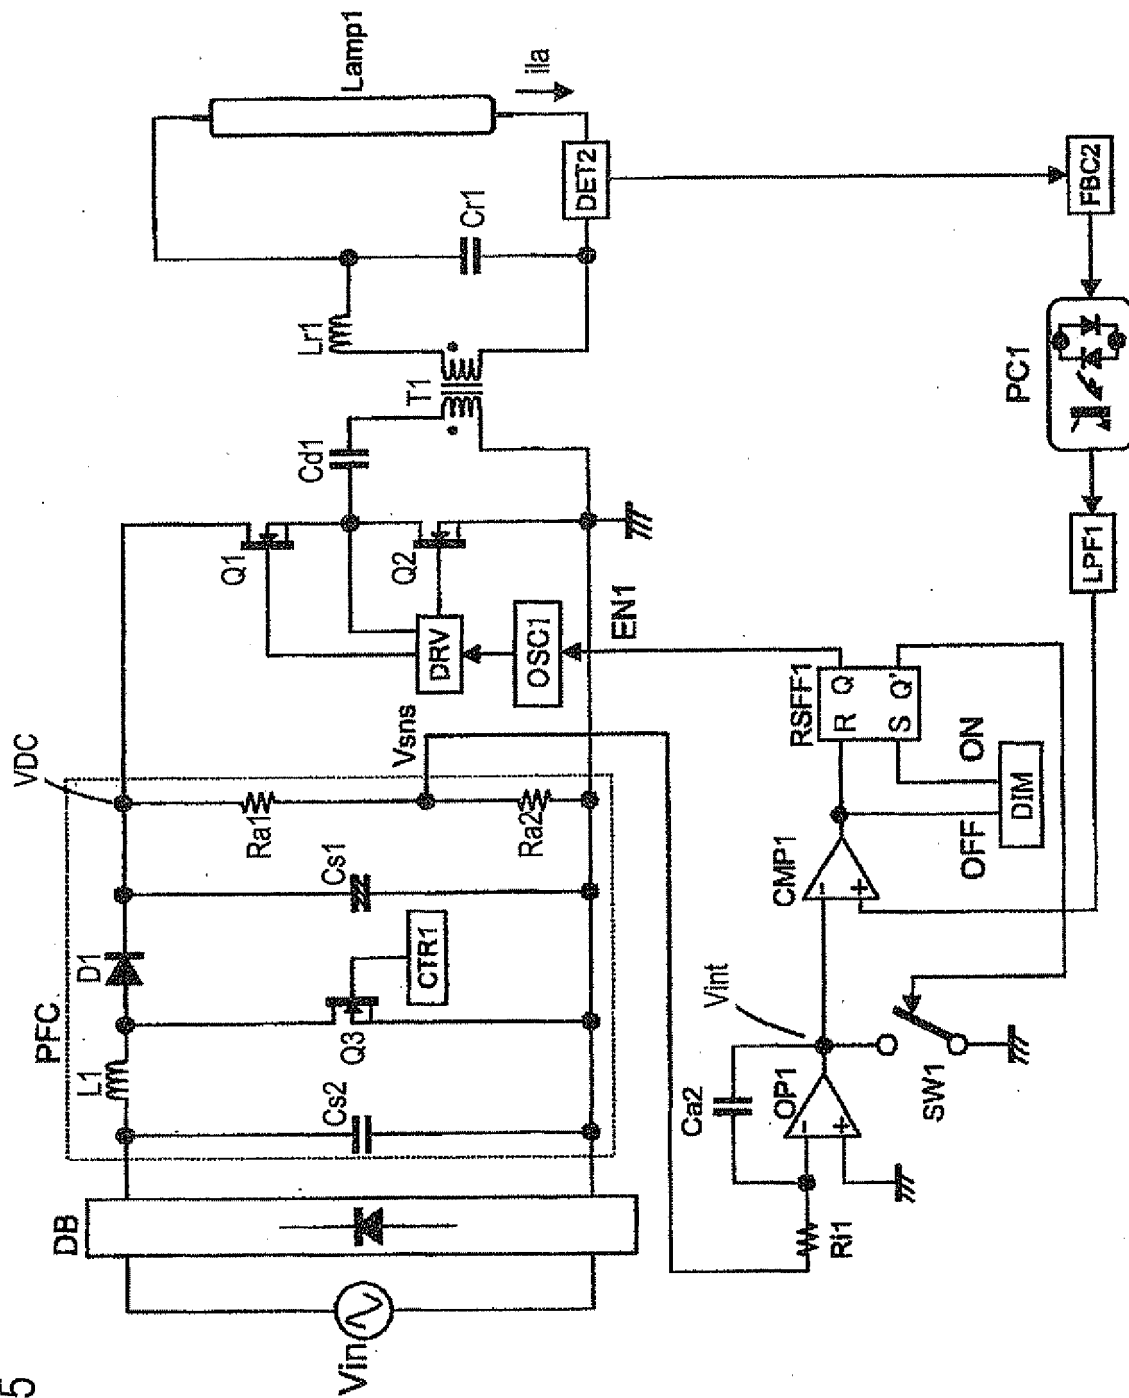 5
Vin
DB
PFC
L1
D1
Cs2
Q3
CTR1
Cs1
Ra1
Ra2
VDC
Vsns
Q1
Q2
DRV
OSC1
EN1
Cd1
T1
Lr1
Cr1
Lamp1
ila
DET2
FBC2
PC1
LPF1
RSFF1
R
Q
S
Q'
ON
OFF
DIM
CMP1
-
+
Vint
SW1
Ca2
OP1
-
+
Ri1